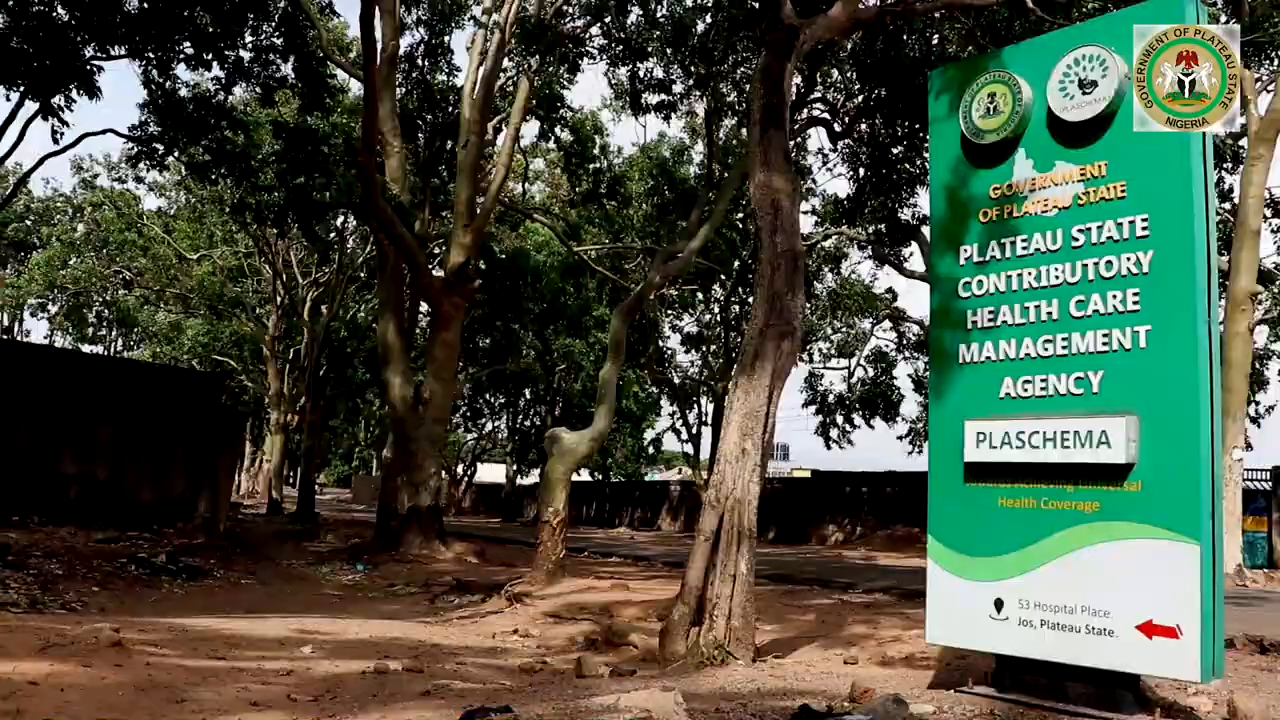 GOVERNMENT OF PLATEAU STATE
NIGERIA
PLASCHEMA
GOVERNMENT
OF PLATEAU STATE
PLATEAU STATE
CONTRIBUTORY
HEALTH CARE
MANAGEMENT
AGENCY
PLASCHEMA
Health Coverage
53 Hospital Place.
Jos, Plateau State.